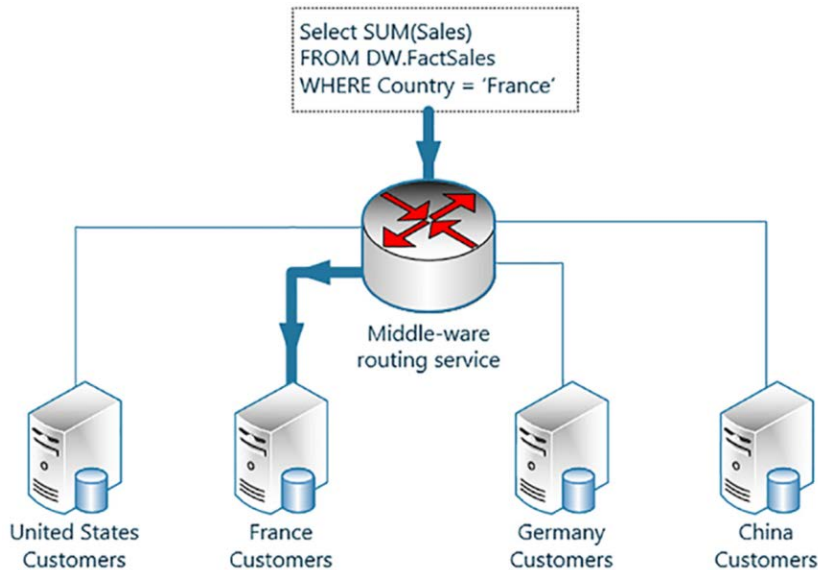 Select SUM(Sales)
FROM DW.FactSales
WHERE Country = ‘France’
Middle-ware
routing service
United States
Customers
France
Customers
Germany
Customers
China
Customers